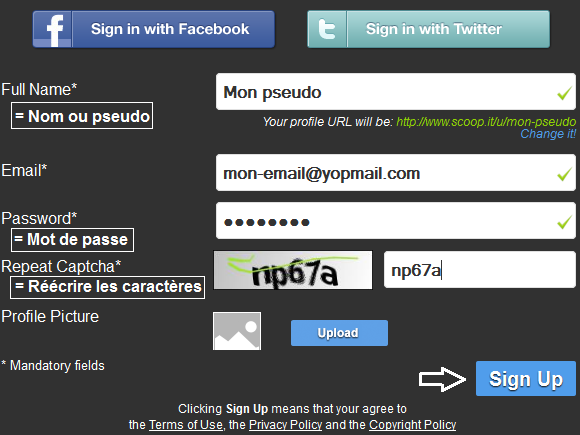 Sign in with Facebook
Sign in with Twitter
Full Name*
Mon pseudo
= Nom ou pseudo
Your profile URL will be: http://www.scoop.it/u/mon-pseudo
Change it!
Email*
mon-email@yopmail.com
Password*
= Mot de passe
Repeat Captcha*
np67a
np67a
= Réécrire les caractères
Profile Picture
Upload
* Mandatory fields
Sign Up
Clicking Sign Up means that your agree to
the Terms of Use, the Privacy Policy and the Copyright Policy